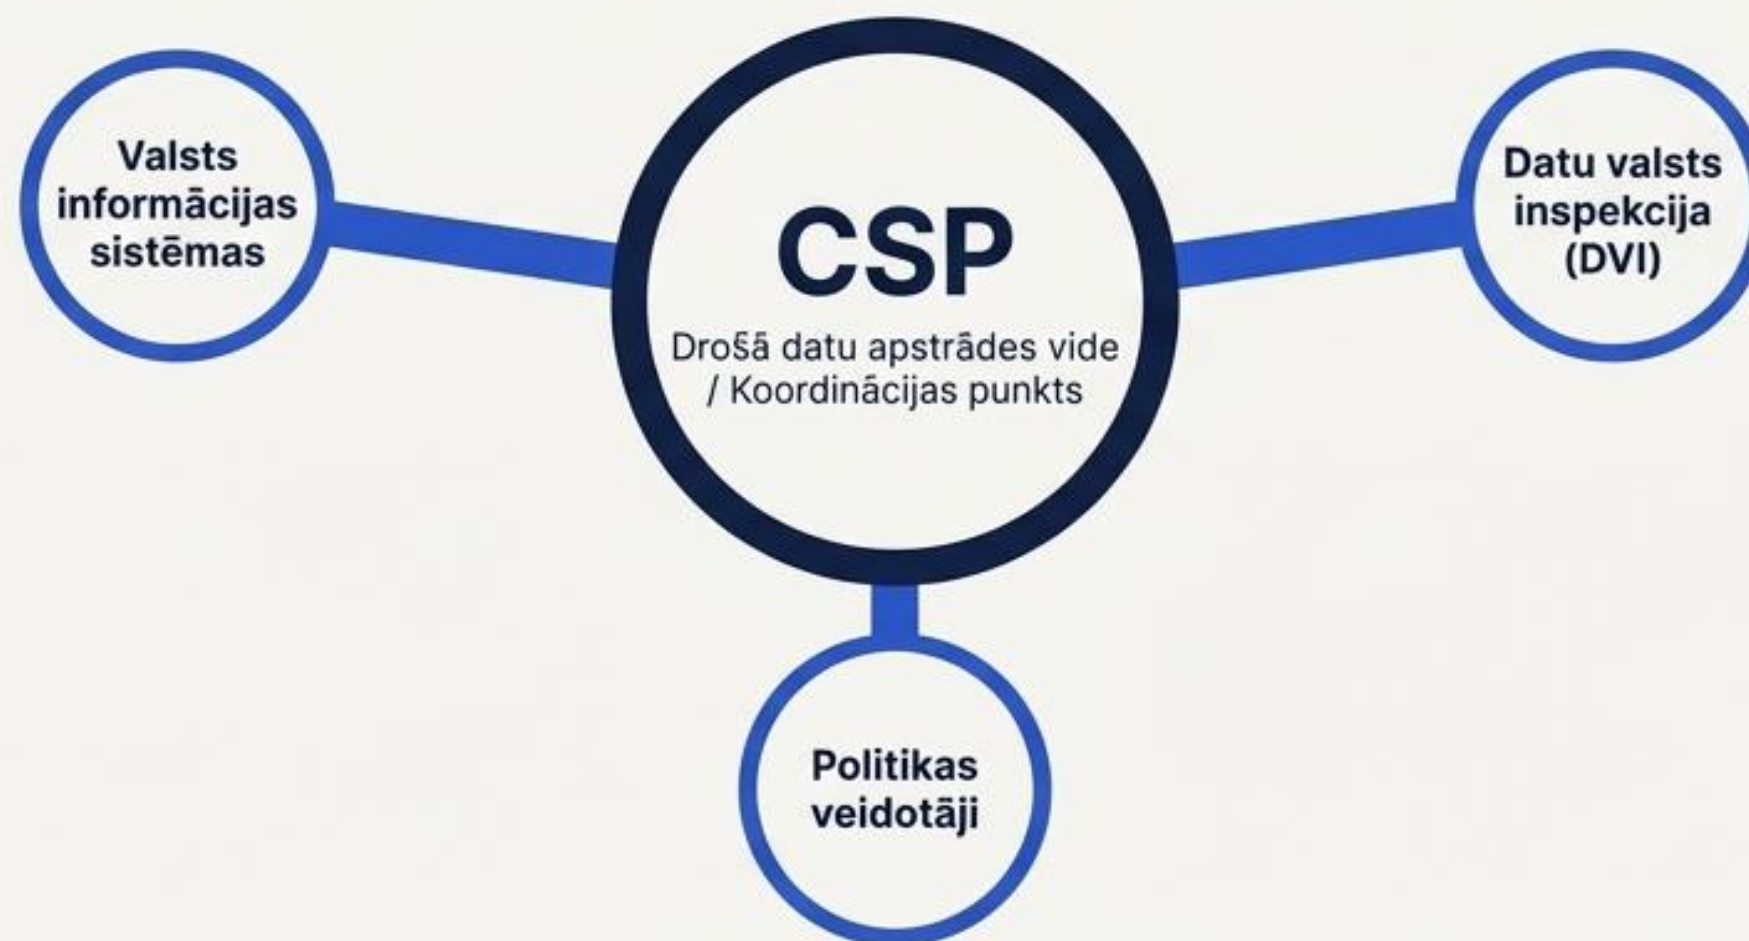 Valsts
informācijas
sistēmas
CSP
Drošā datu apstrādes vide
/ Koordinācijas punkts
Datu valsts
inspekcija
(DVI)
Politikas
veidotāji